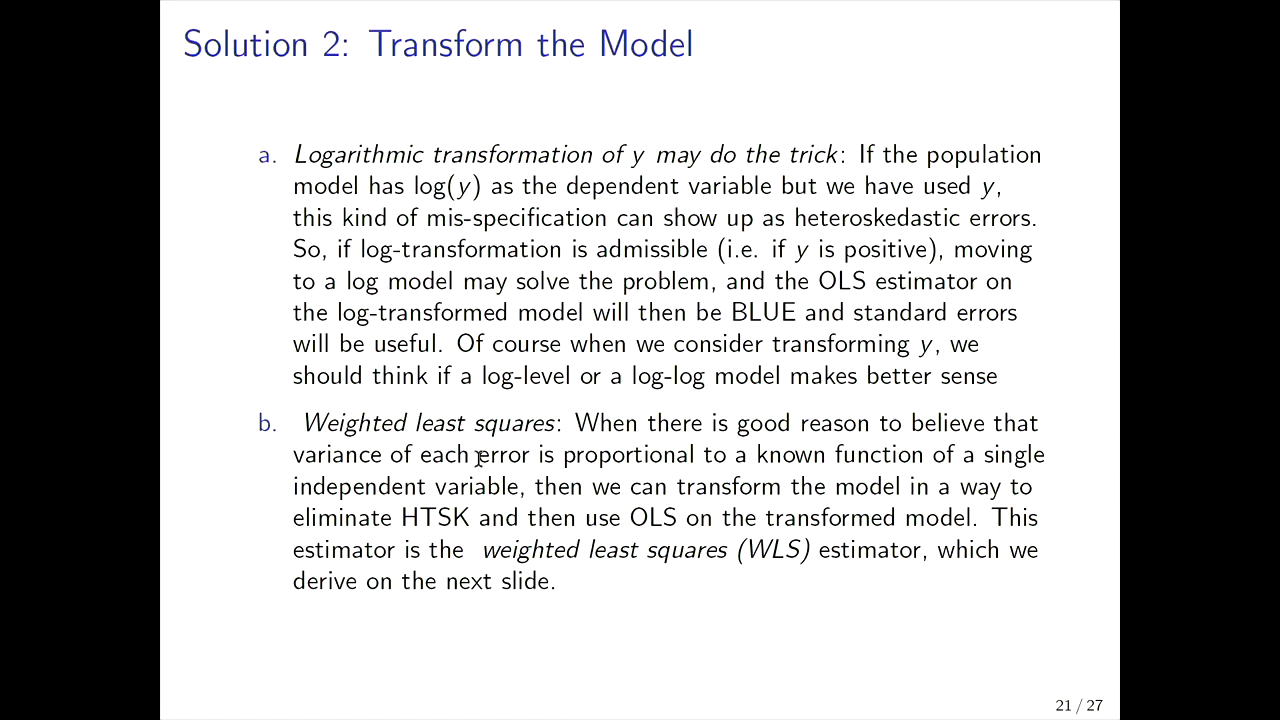 Solution 2: Transform the Model
a. Logarithmic transformation of y may do the trick: If the population
model has log(y) as the dependent variable but we have used y,
this kind of mis-specification can show up as heteroskedastic errors.
So, if log-transformation is admissible (i.e. if y is positive), moving
to a log model may solve the problem, and the OLS estimator on
the log-transformed model will then be BLUE and standard errors
will be useful. Of course when we consider transforming y, we
should think if a log-level or a log-log model makes better sense
b. Weighted least squares: When there is good reason to believe that
variance of each error is proportional to a known function of a single
independent variable, then we can transform the model in a way to
eliminate HTSK and then use OLS on the transformed model. This
estimator is the weighted least squares (WLS) estimator, which we
derive on the next slide.
21 / 27